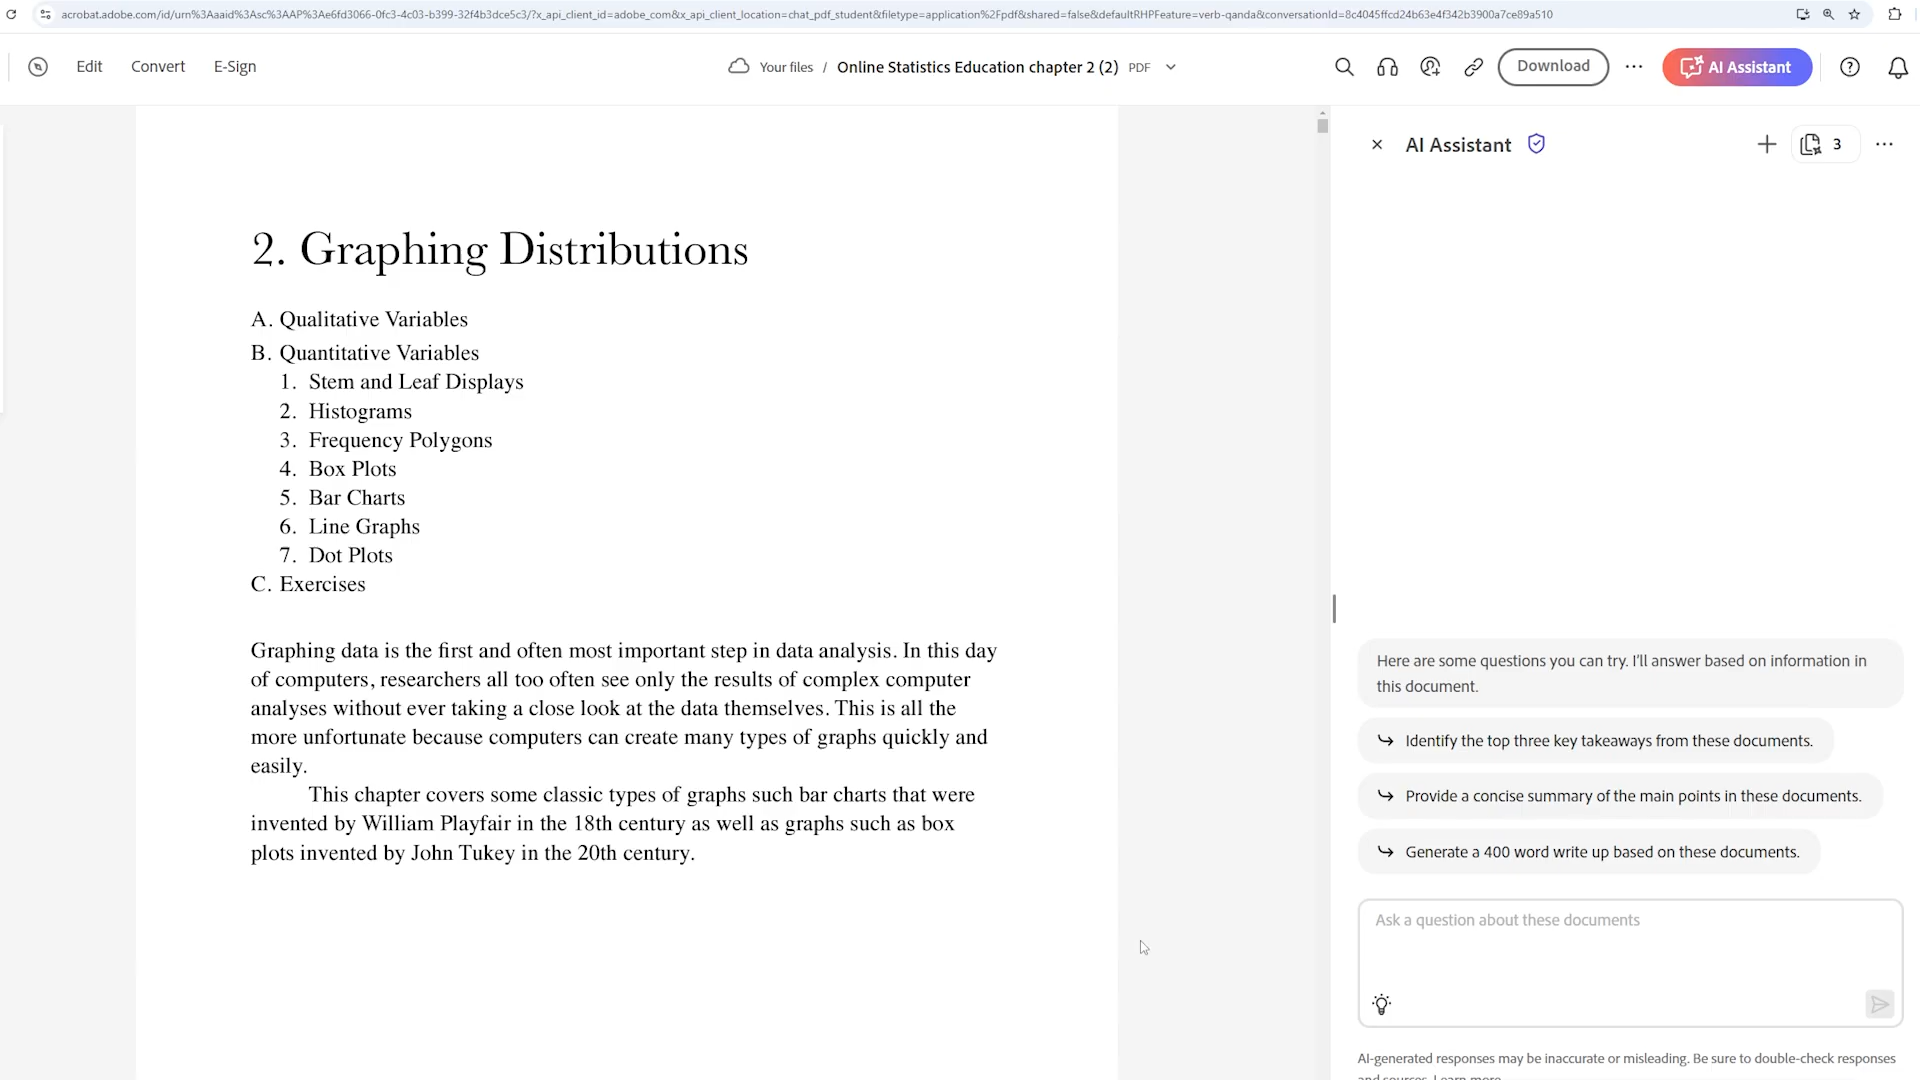 acrobat.adobe.com/id/urn%3Aaaid%3Asc%3AAP%3Ae6fd3066-0fc3-4c03-b399-32f4b3dce5c3/?x_api_client_id=adobe_com&x_api_client_location=chat_pdf_student&filetype=application%2Fpdf&shared=false&defaultRHPFeature=verb-qanda&conversationId=8c4045ffcd24b63e4f342b3900a7ce89a510
Edit Convert E-Sign Your files / Online Statistics Education chapter 2 (2) PDF Download AI Assistant
AI Assistant 3
2. Graphing Distributions
A. Qualitative Variables
B. Quantitative Variables
1. Stem and Leaf Displays
2. Histograms
3. Frequency Polygons
4. Box Plots
5. Bar Charts
6. Line Graphs
7. Dot Plots
C. Exercises
Graphing data is the first and often most important step in data analysis. In this day
of computers, researchers all too often see only the results of complex computer
analyses without ever taking a close look at the data themselves. This is all the
more unfortunate because computers can create many types of graphs quickly and
easily.
This chapter covers some classic types of graphs such bar charts that were
invented by William Playfair in the 18th century as well as graphs such as box
plots invented by John Tukey in the 20th century.
Here are some questions you can try. I'll answer based on information in
this document.
Identify the top three key takeaways from these documents.
Provide a concise summary of the main points in these documents.
Generate a 400 word write up based on these documents.
Ask a question about these documents
AI-generated responses may be inaccurate or misleading. Be sure to double-check responses
and sources. Learn more